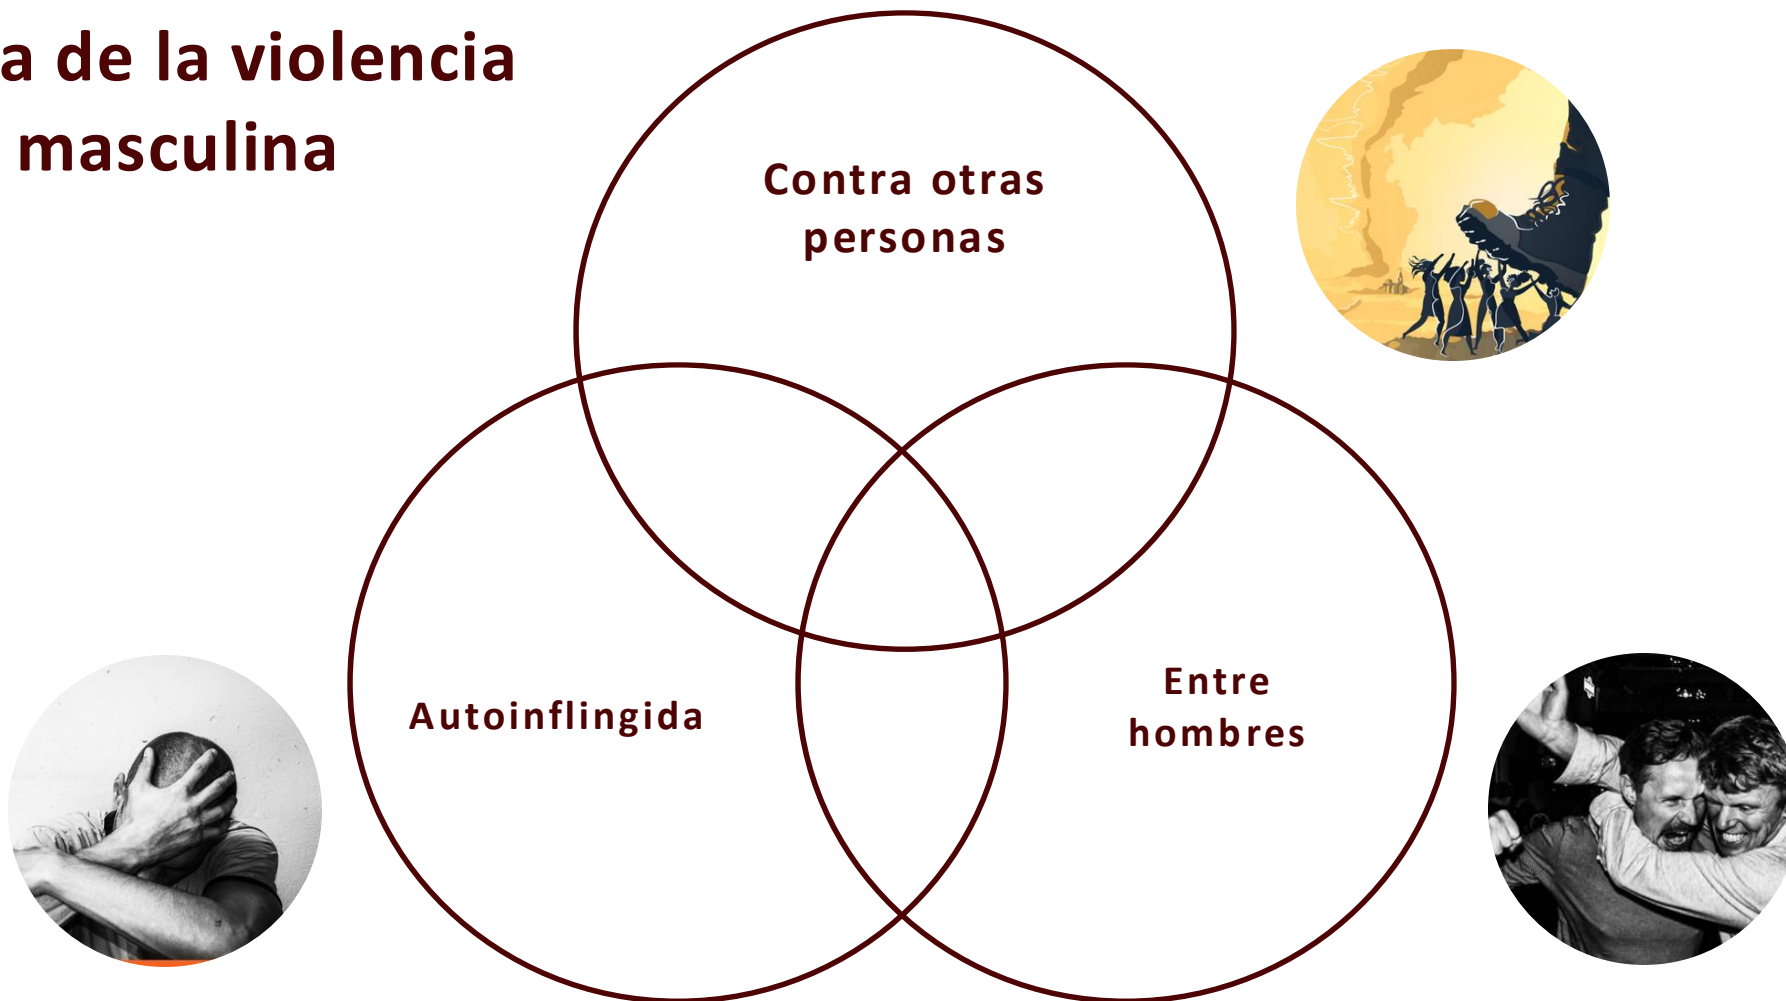 a de la violencia
masculina
Contra otras
personas
Autoinflingida
Entre
hombres